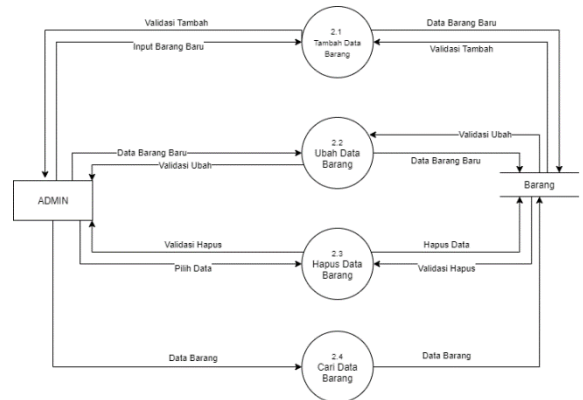 Validasi Tambah
Input Barang Baru
2.1
Tambah Data
Barang
Data Barang Baru
Validasi Tambah
Data Barang Baru
Validasi Ubah
2.2
Ubah Data
Barang
Validasi Ubah
Data Barang Baru
ADMIN
Barang
Validasi Hapus
Pilih Data
2.3
Hapus Data
Barang
Hapus Data
Validasi Hapus
Data Barang
2.4
Cari Data
Barang
Data Barang